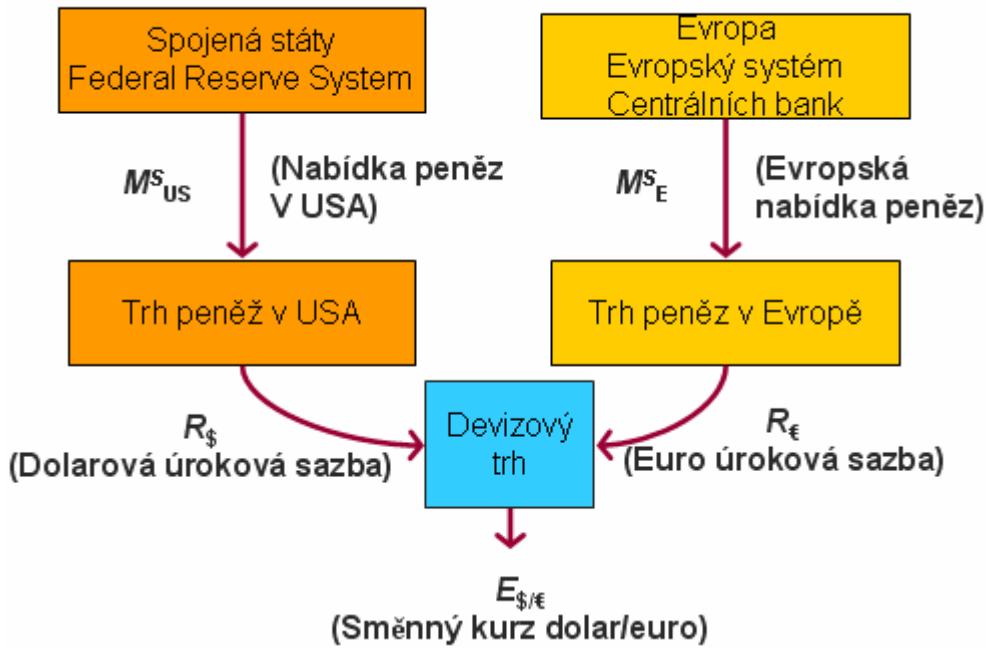 Spojená státy
Federal Reserve System
Evropa
Evropský systém
Centrálních bank
MˢUS
(Nabídka peněz
V USA)
MˢE
(Evropská
nabídka peněz)
Trh peněž v USA
Trh peněz v Evropě
R$
(Dolarová úroková sazba)
Devizový
trh
R€
(Euro úroková sazba)
E$/€
(Směnný kurz dolar/euro)